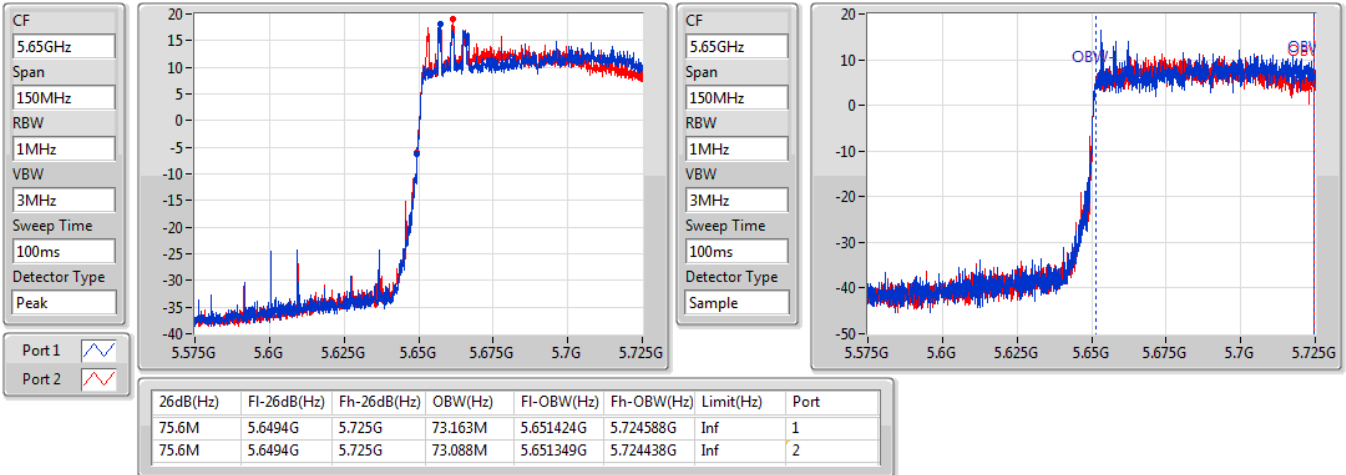 CF
5.65GHz
Span
150MHz
RBW
1MHz
VBW
3MHz
Sweep Time
100ms
Detector Type
Peak
Port 1
Port 2
20
15
10
5
0
-5
-10
-15
-20
-25
-30
-35
-40
5.575G 5.6G 5.625G 5.65G 5.675G 5.7G 5.725G
CF
5.65GHz
Span
150MHz
RBW
1MHz
VBW
3MHz
Sweep Time
100ms
Detector Type
Sample
20
10
0
-10
-20
-30
-40
-50
OBW
5.575G 5.6G 5.625G 5.65G 5.675G 5.7G 5.725G
26dB(Hz) Fl-26dB(Hz) Fh-26dB(Hz) OBW(Hz) Fl-OBW(Hz) Fh-OBW(Hz) Limit(Hz) Port
75.6M 5.6494G 5.725G 73.163M 5.651424G 5.724588G Inf 1
75.6M 5.6494G 5.725G 73.088M 5.651349G 5.724438G Inf 2